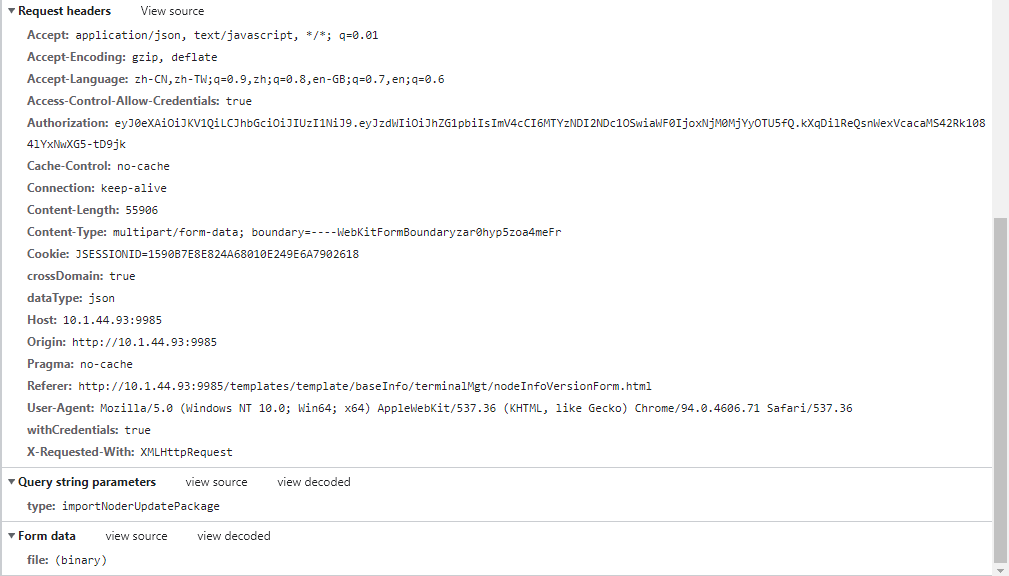 Request headers View source
Accept: application/json, text/javascript, */*; q=0.01
Accept-Encoding: gzip, deflate
Accept-Language: zh-CN,zh-TW;q=0.9,zh;q=0.8,en-GB;q=0.7,en;q=0.6
Access-Control-Allow-Credentials: true
Authorization: eyJ0eXAiOiJKV1QiLCJhbGciOiJIUzI1NiJ9.eyJzdWIiOiJhZG1pbiIsImV4cCI6MTYzNDI2NDc1OSwiaWF0IjoxNjM0MjYyOTU5fQ.kXqDilReQsnWexVcacaMS42Rk108
4lYxNwXG5-tD9jk
Cache-Control: no-cache
Connection: keep-alive
Content-Length: 55906
Content-Type: multipart/form-data; boundary=----WebKitFormBoundaryzar0hyp5zoa4meFr
Cookie: JSESSIONID=1590B7E8E824A68010E249E6A7902618
crossDomain: true
dataType: json
Host: 10.1.44.93:9985
Origin: http://10.1.44.93:9985
Pragma: no-cache
Referer: http://10.1.44.93:9985/templates/template/baseInfo/terminalMgt/nodeInfoVersionForm.html
User-Agent: Mozilla/5.0 (Windows NT 10.0; Win64; x64) AppleWebKit/537.36 (KHTML, like Gecko) Chrome/94.0.4606.71 Safari/537.36
withCredentials: true
X-Requested-With: XMLHttpRequest
Query string parameters view source view decoded
type: importNoderUpdatePackage
Form data view source view decoded
file: (binary)